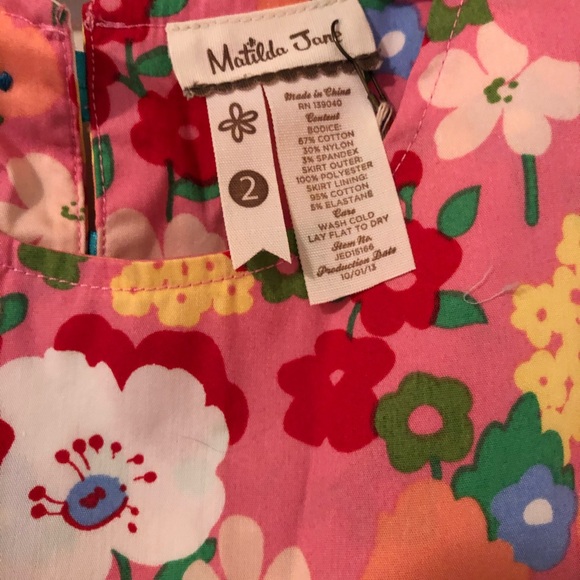 Matilda Jane
2
Made in China
RN 139040
Content
BODICE:
67% COTTON
30% NYLON
3% SPANDEX
SKIRT OUTER:
100% POLYESTER
SKIRT LINING:
95% COTTON
5% ELASTANE
Care
WASH COLD
LAY FLAT TO DRY
Item No.
JED15166
Production Date
10/01/13